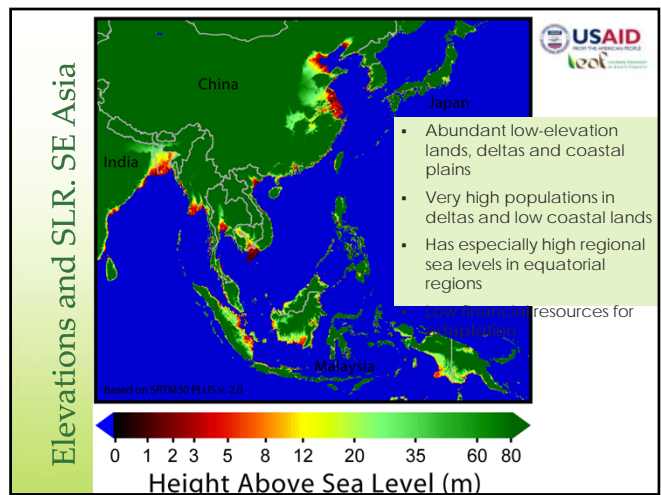 Elevations and SLR. SE Asia
USAID
FROM THE AMERICAN PEOPLE
leaf
China
Japan
India
Malaysia
Based on SRTM30 PLUS v. 2.0
▪ Abundant low-elevation
lands, deltas and coastal
plains
▪ Very high populations in
deltas and low coastal lands
▪ Has especially high regional
sea levels in equatorial
regions
▪ Low financial resources for
adaptation
0 1 2 3 5 8 12 20 35 60 80
Height Above Sea Level (m)